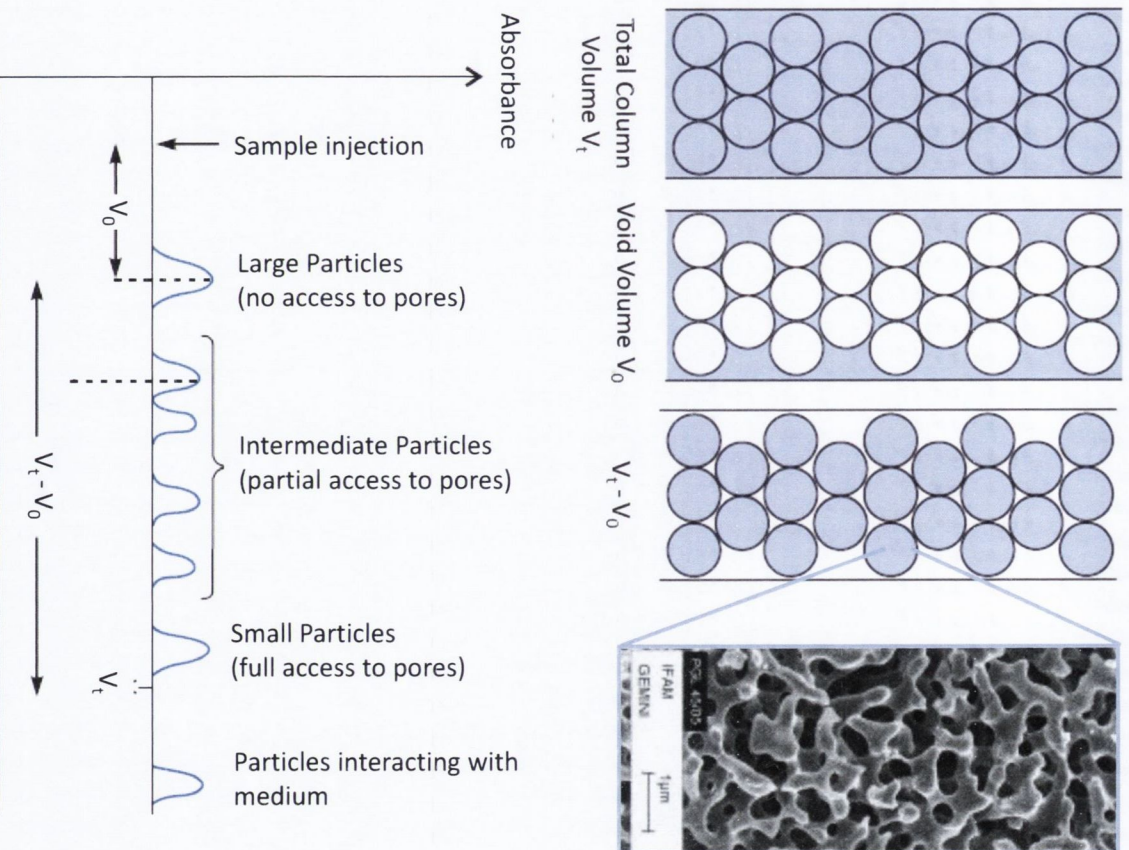 Absorbance
Sample injection
V₀
Large Particles
(no access to pores)
Intermediate Particles
(partial access to pores)
Vₜ - V₀
Small Particles
(full access to pores)
Vₜ
Particles interacting with
medium
Total Column
Volume Vₜ
Void Volume V₀
Vₜ - V₀
IFAM
GEMINI
1µm